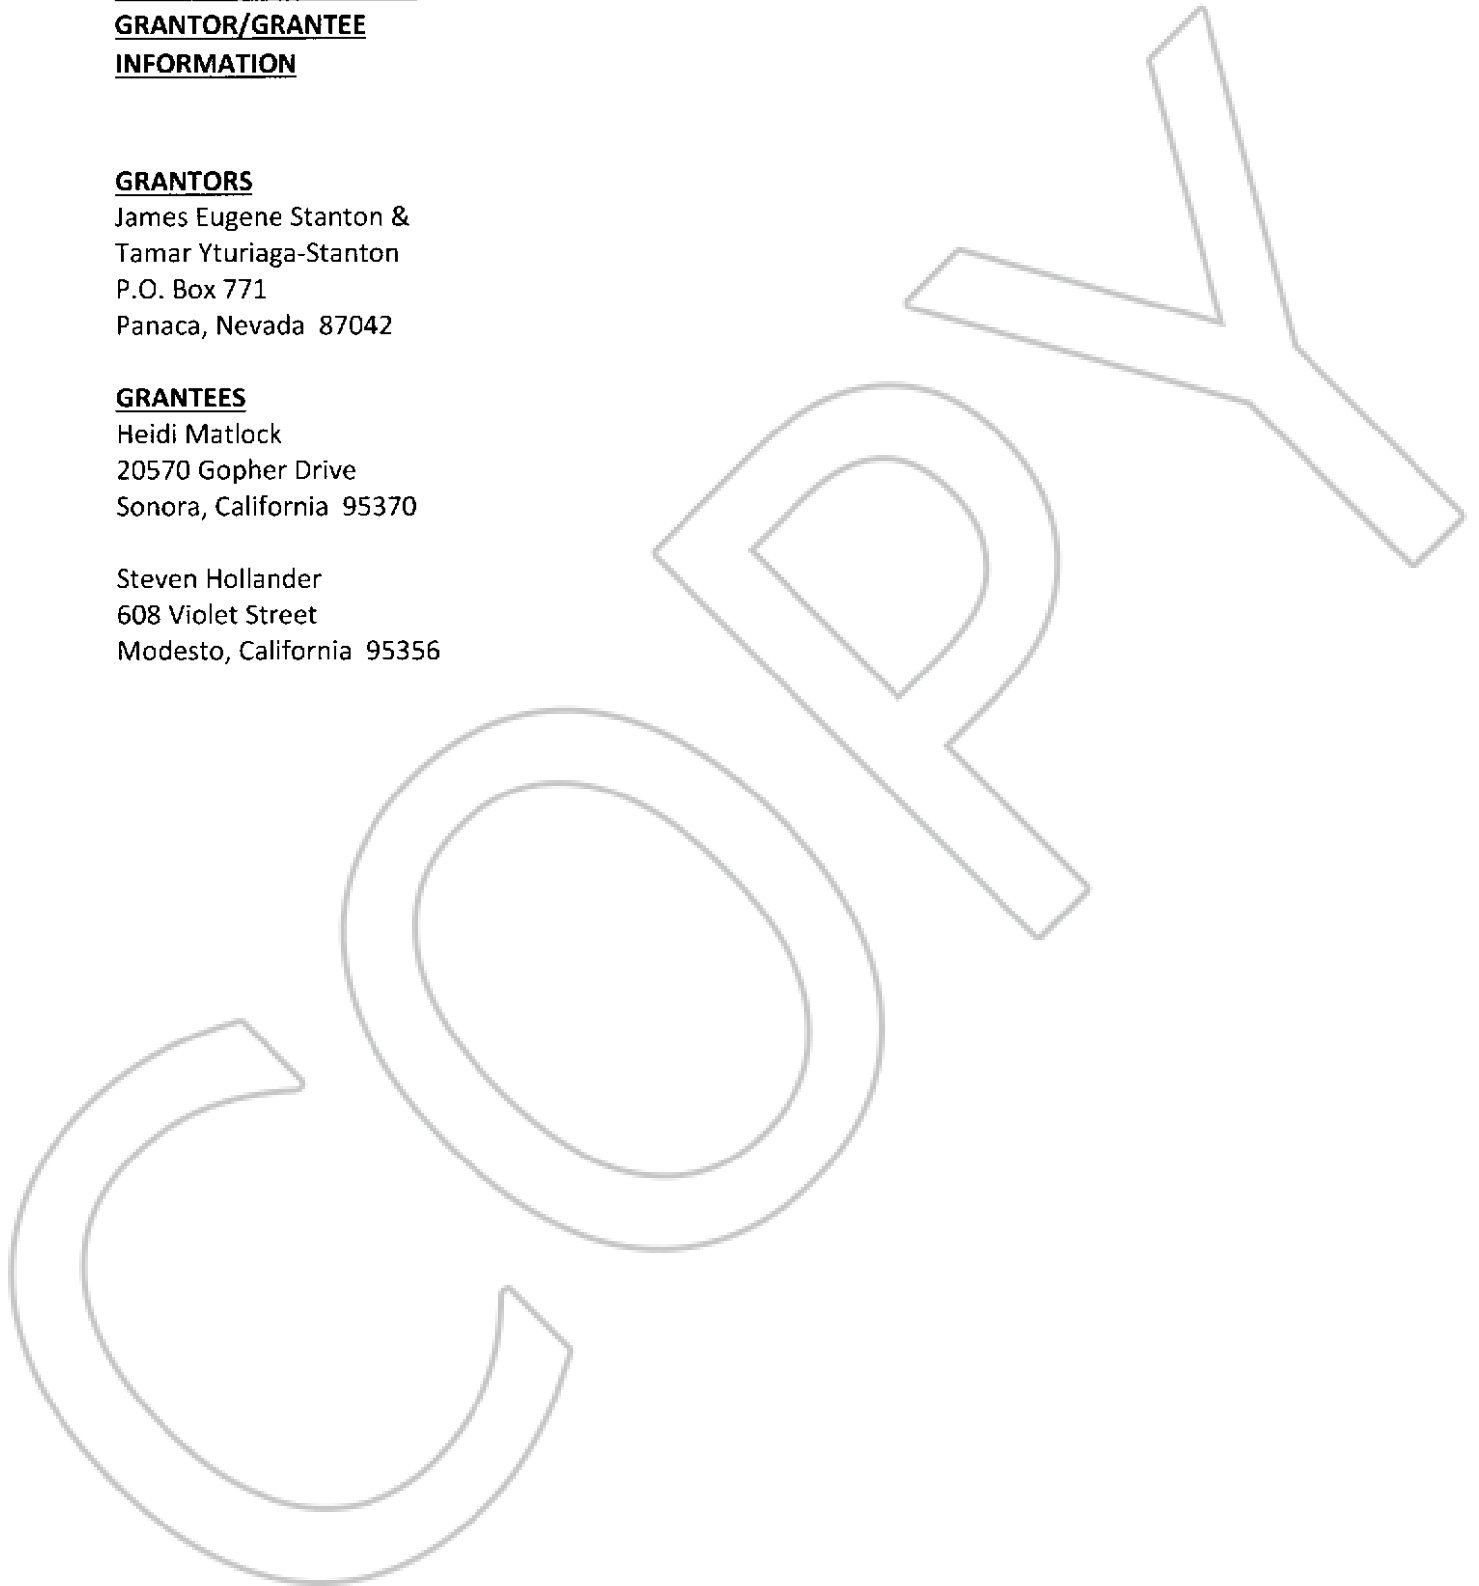 GRANTOR/GRANTEE
INFORMATION
GRANTORS
James Eugene Stanton &
Tamar Yturiaga-Stanton
P.O. Box 771
Panaca, Nevada 87042
GRANTEES
Heidi Matlock
20570 Gopher Drive
Sonora, California 95370
Steven Hollander
608 Violet Street
Modesto, California 95356
COPY